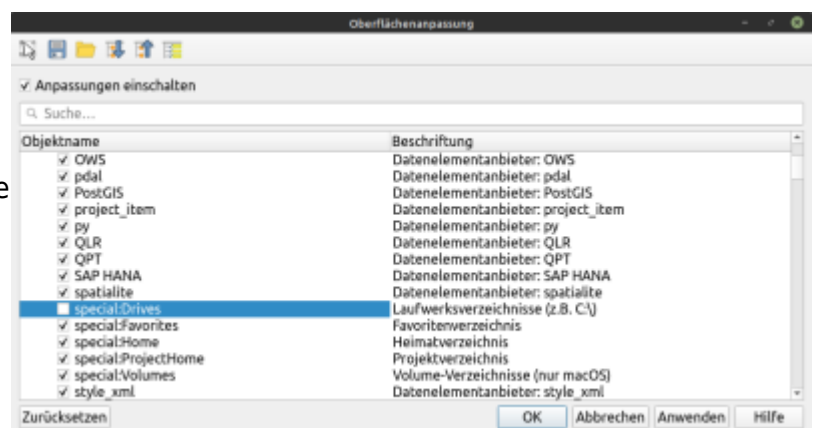 Oberflächenanpassung
Anpassungen einschalten
Suche...
Objektname Beschriftung
OWS Datenelementanbieter: OWS
pdal Datenelementanbieter: pdal
e
PostGIS Datenelementanbieter: PostGIS
project_item Datenelementanbieter: project_item
py Datenelementanbieter: py
QLR Datenelementanbieter: QLR
QPT Datenelementanbieter: QPT
SAP HANA Datenelementanbieter: SAP HANA
spatialite Datenelementanbieter: spatialite
special:Drives Laufwerksverzeichnisse (z.B. C:\)
special:Favorites Favoritenverzeichnis
special:Home Heimatverzeichnis
special:ProjectHome Projektverzeichnis
special:Volumes Volume-Verzeichnisse (nur macOS)
style_xml Datenelementanbieter: style_xml
Zurücksetzen OK Abbrechen Anwenden Hilfe